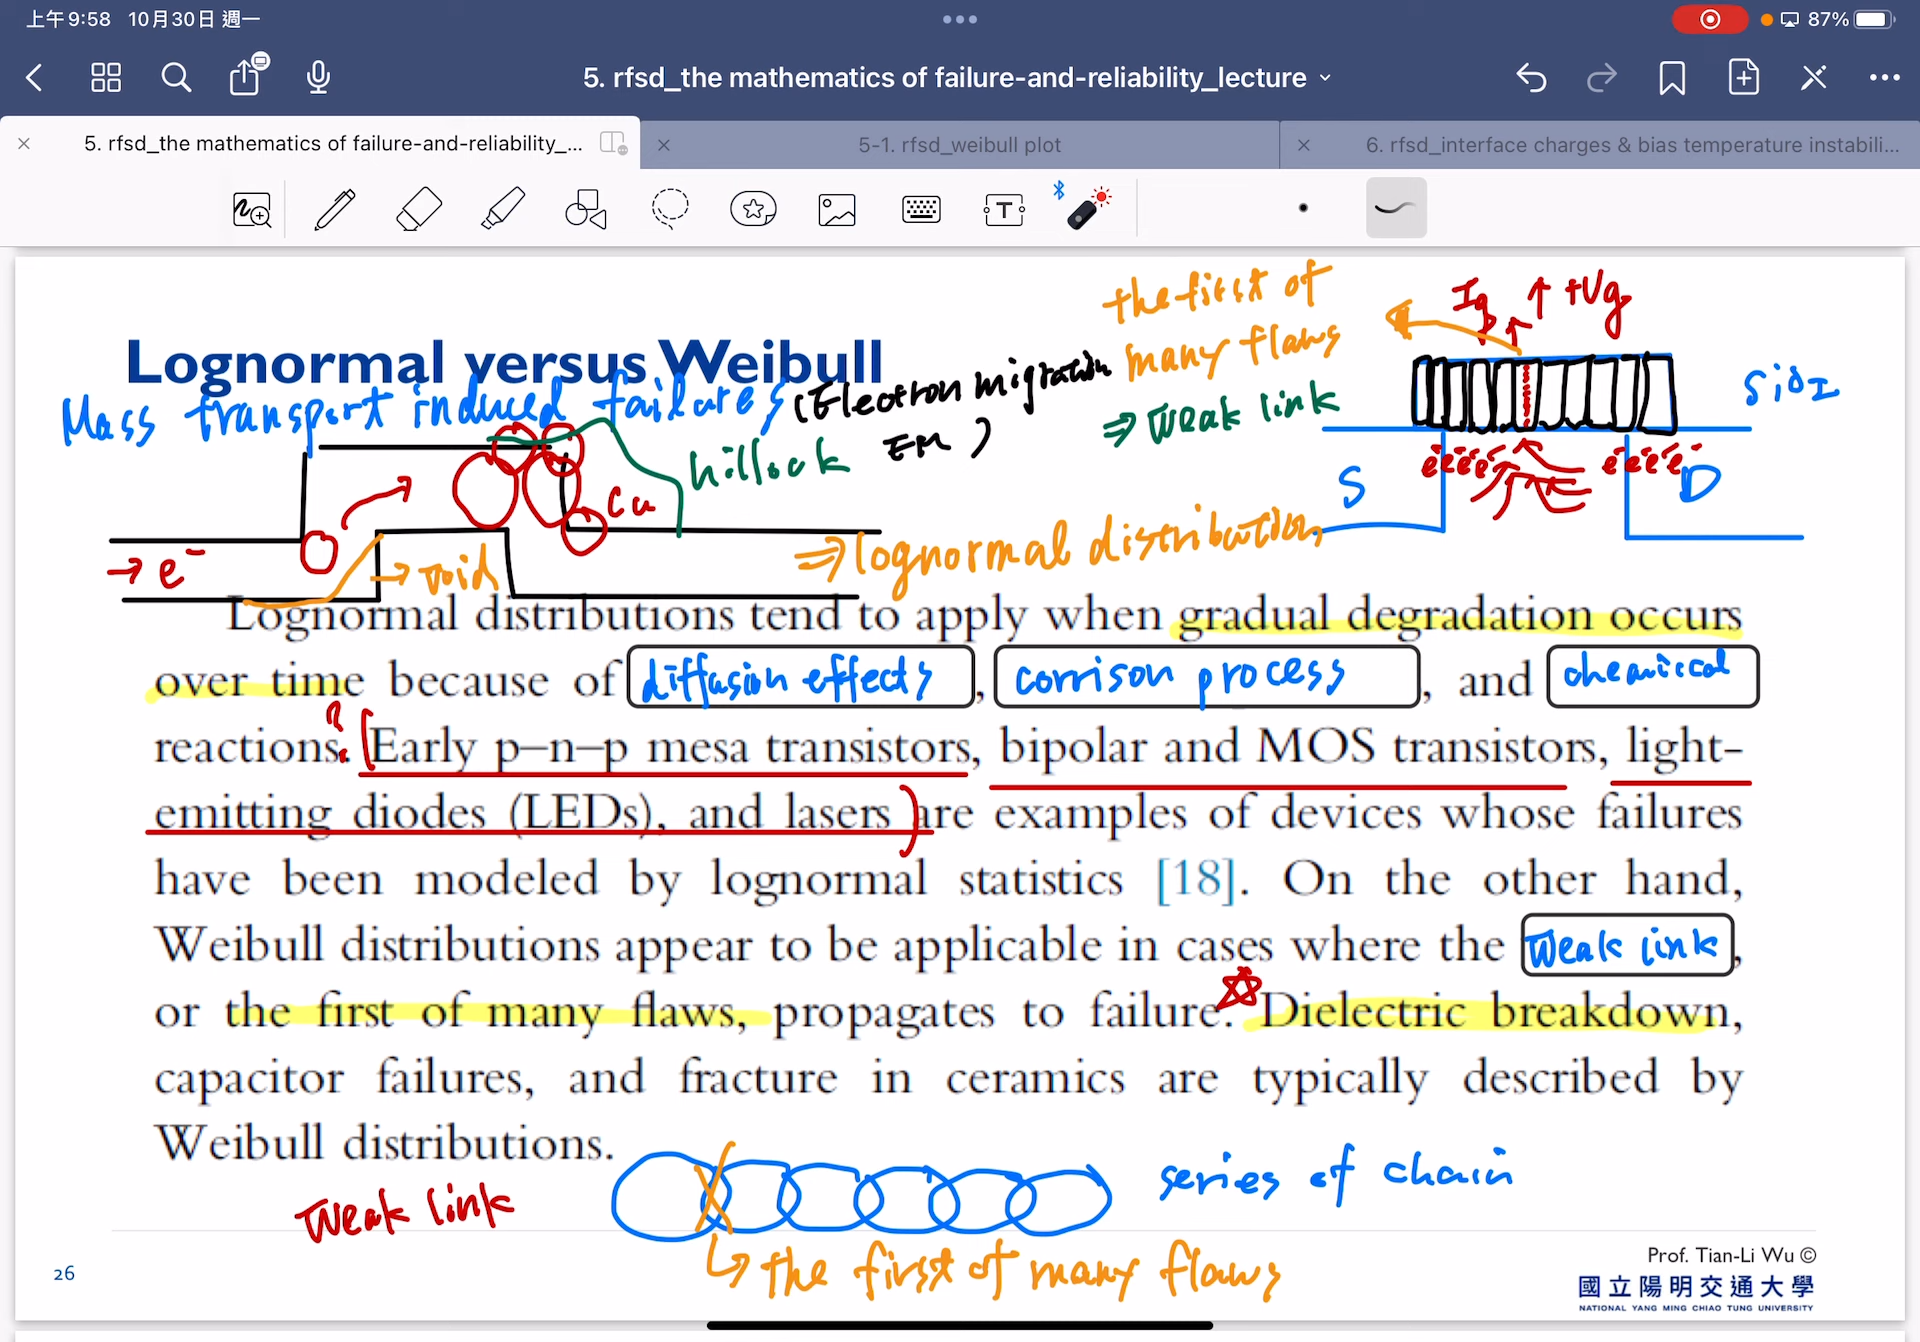 上午9:58 10月30日 週一
87%
5. rfsd_the mathematics of failure-and-reliability_lecture
5. rfsd_the mathematics of failure-and-reliability_...
5-1. rfsd_weibull plot
6. rfsd_interface charges & bias temperature instabili...
the first of
many flaws
⇒ weak link
Ig ↑ +Vg
SiO2
Lognormal versus Weibull
Mass transport induced failures (Electron migration
EM)
hillock
Cu
S
e⁻ e⁻ e⁻ e⁻
e⁻ e⁻ e⁻ e⁻
D
→ e⁻
→ void
⇒ lognormal distribution
Lognormal distributions tend to apply when gradual degradation occurs
over time because of diffusion effects, corrison process, and chemiccal
reactions. (Early p–n–p mesa transistors, bipolar and MOS transistors, light-
emitting diodes (LEDs), and lasers) are examples of devices whose failures
have been modeled by lognormal statistics [18]. On the other hand,
Weibull distributions appear to be applicable in cases where the weak link,
or the first of many flaws, propagates to failure. Dielectric breakdown,
capacitor failures, and fracture in ceramics are typically described by
Weibull distributions.
weak link
series of chain
the first of many flaws
26
Prof. Tian-Li Wu ©
國立陽明交通大學
NATIONAL YANG MING CHIAO TUNG UNIVERSITY